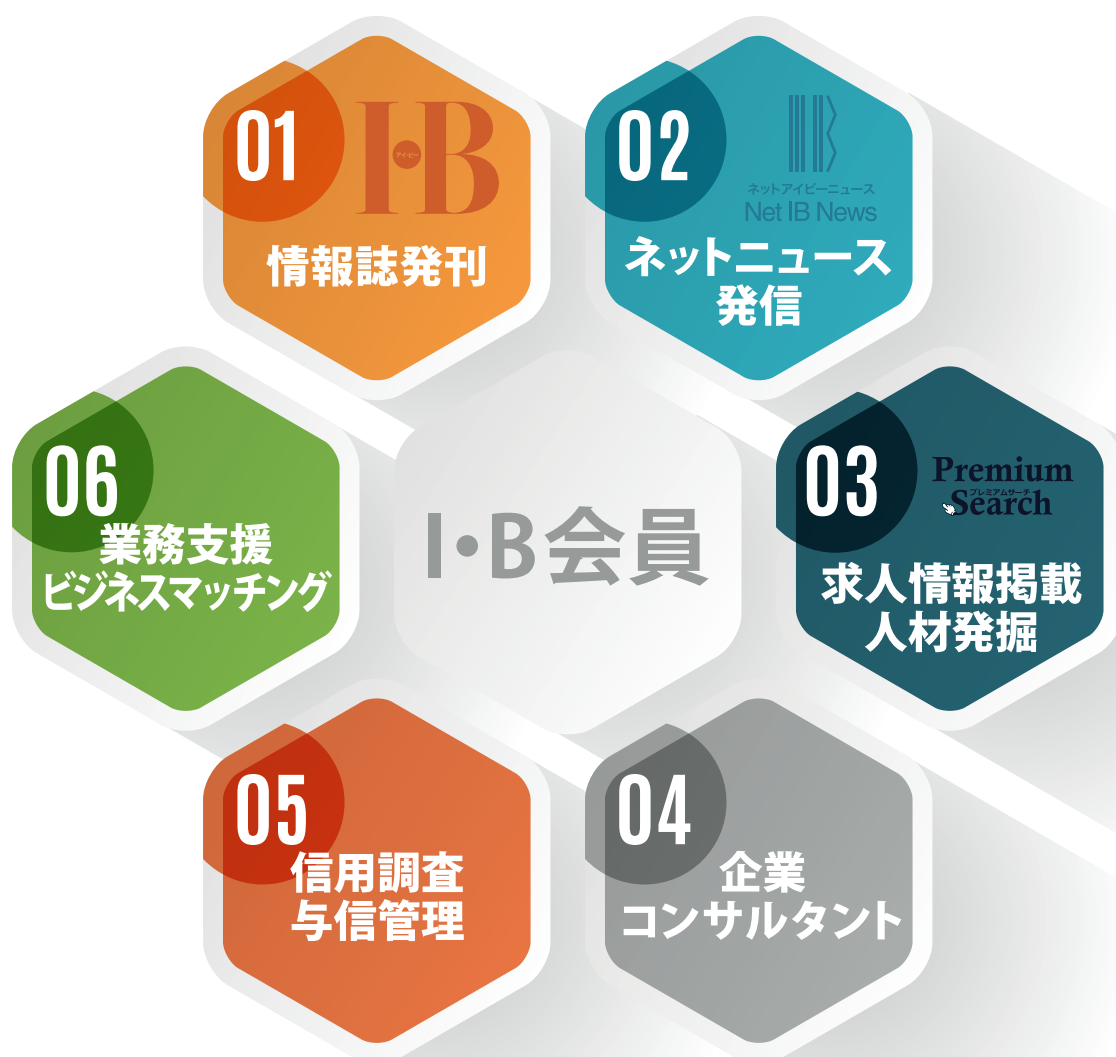 01
I・B
アイ・ビー
情報誌発刊
02
ネットアイビーニュース
Net IB News
ネットニュース
発信
03
Premium
プレミアムサーチ
Search
求人情報掲載
人材発掘
06
業務支援
ビジネスマッチング
I・B会員
05
信用調査
与信管理
04
企業
コンサルタント